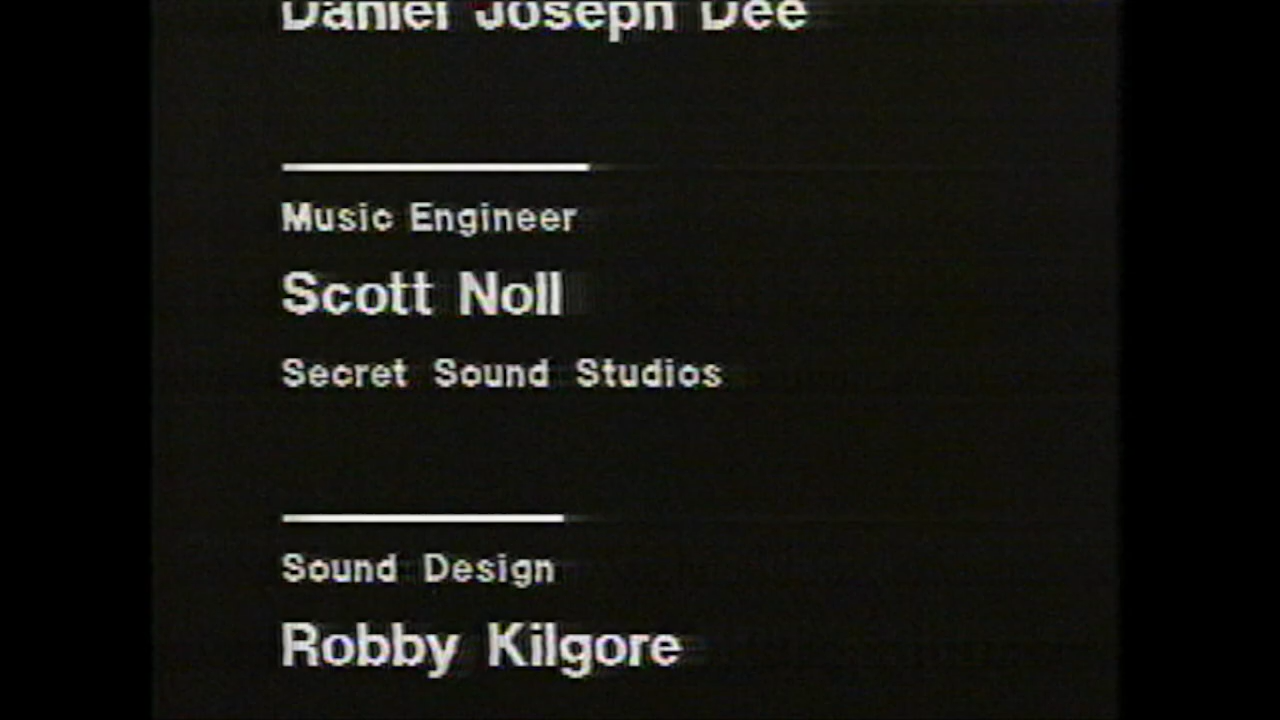 Daniel Joseph Dee
Music Engineer
Scott Noll
Secret Sound Studios
Sound Design
Robby Kilgore